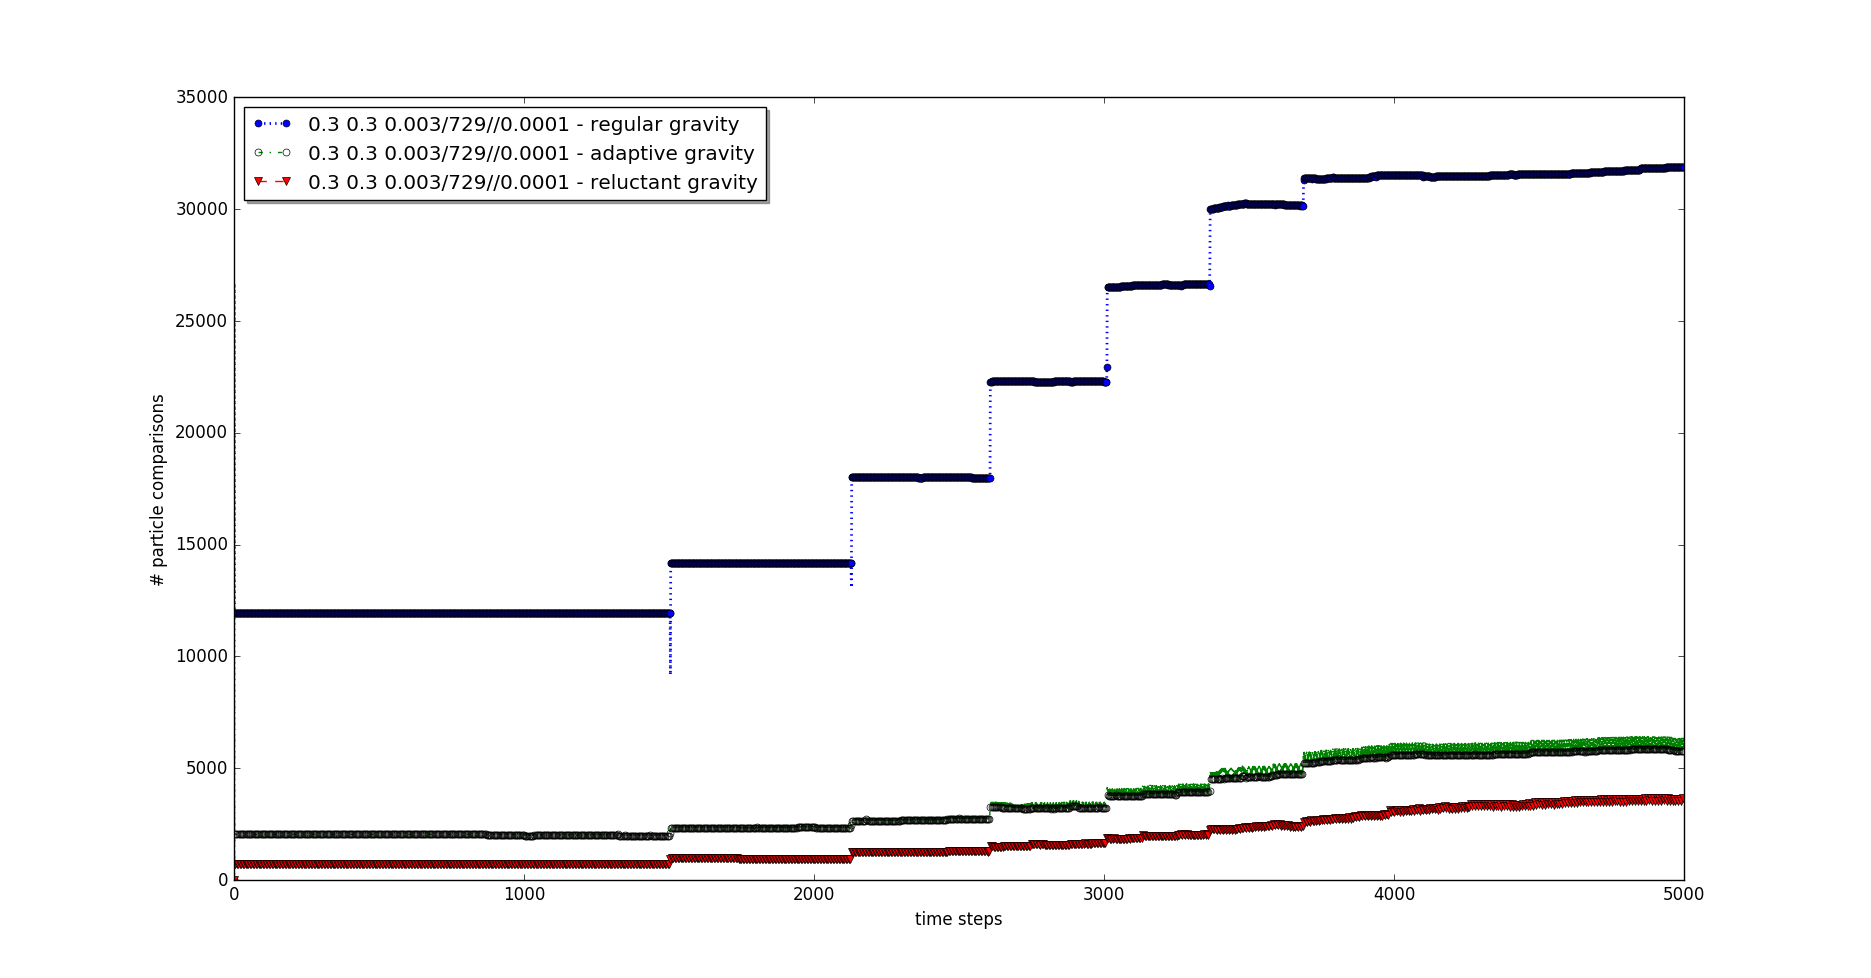 35000
30000
25000
20000
15000
10000
5000
0
# particle comparisons
0.3 0.3 0.003/729//0.0001 - regular gravity
0.3 0.3 0.003/729//0.0001 - adaptive gravity
0.3 0.3 0.003/729//0.0001 - reluctant gravity
0 1000 2000 3000 4000 5000
time steps